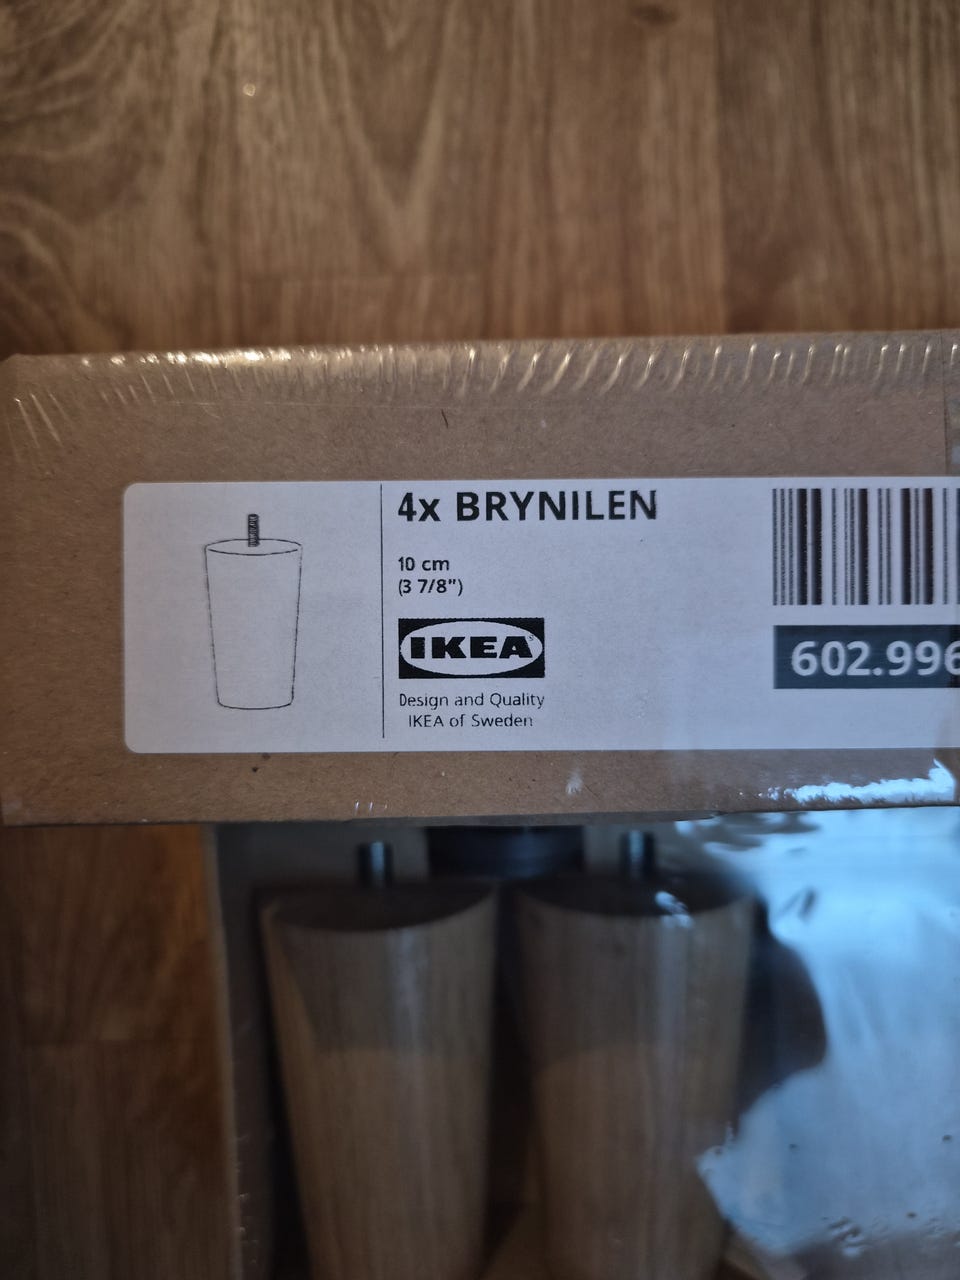 4x BRYNILEN
10 cm
(3 7/8")
IKEA
Design and Quality
IKEA of Sweden
602.996